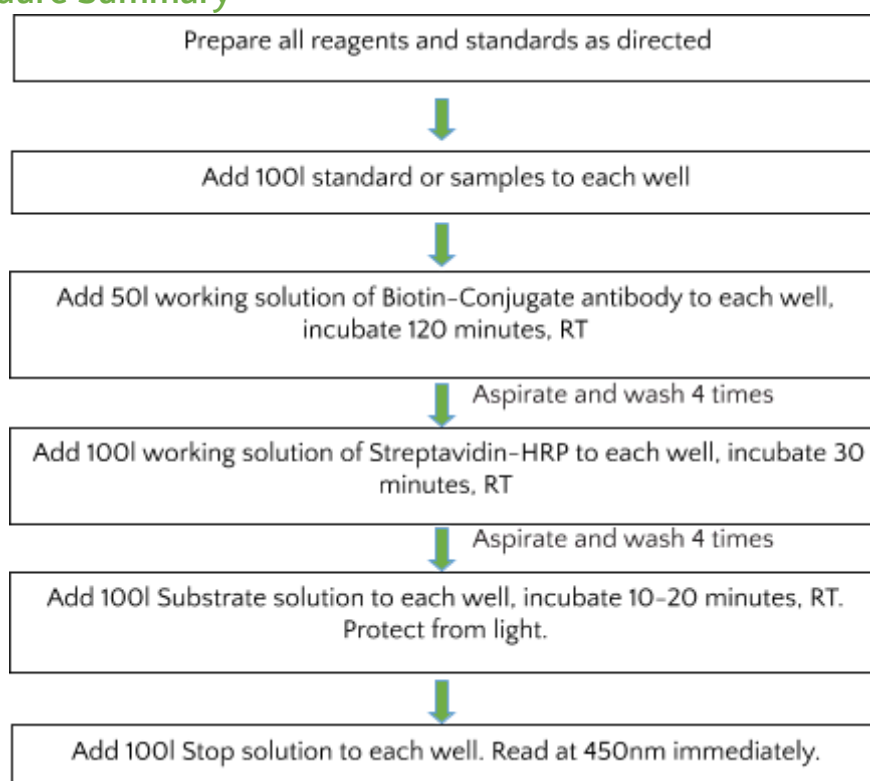 Summary
Prepare all reagents and standards as directed
Add 100l standard or samples to each well
Add 50l working solution of Biotin-Conjugate antibody to each well,
incubate 120 minutes, RT
Aspirate and wash 4 times
Add 100l working solution of Streptavidin-HRP to each well, incubate 30
minutes, RT
Aspirate and wash 4 times
Add 100l Substrate solution to each well, incubate 10-20 minutes, RT.
Protect from light.
Add 100l Stop solution to each well. Read at 450nm immediately.